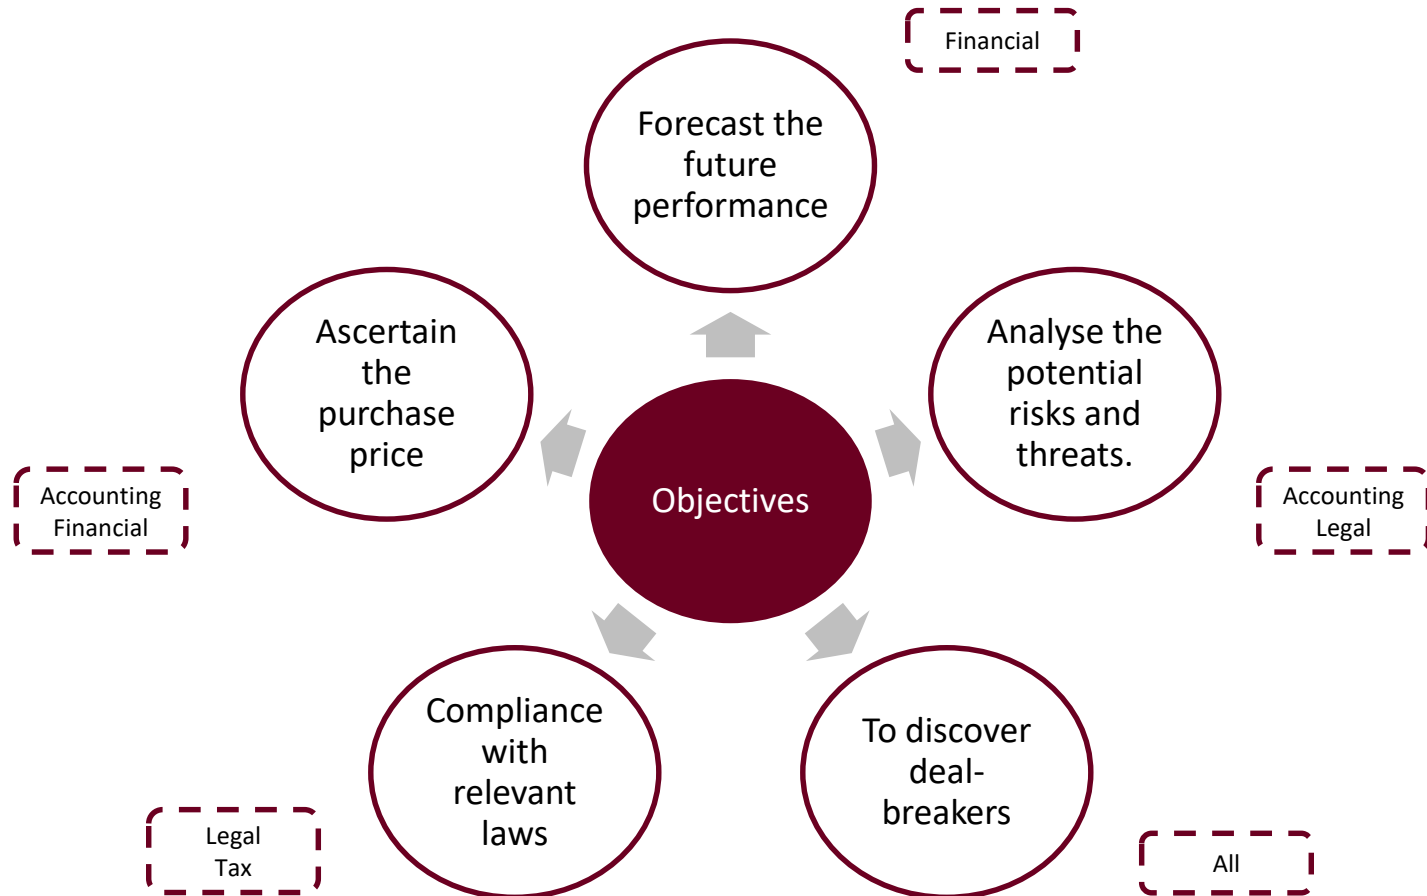 Financial
Forecast the
future
performance
Analyse the
potential
risks and
threats.
Accounting
Legal
To discover
deal-
breakers
All
Compliance
with
relevant
laws
Legal
Tax
Ascertain
the
purchase
price
Accounting
Financial
Objectives